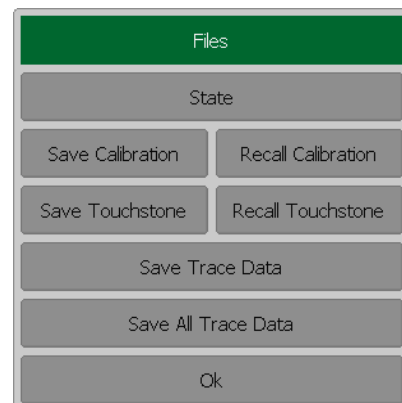 Files
State
Save Calibration Recall Calibration
Save Touchstone Recall Touchstone
Save Trace Data
Save All Trace Data
Ok